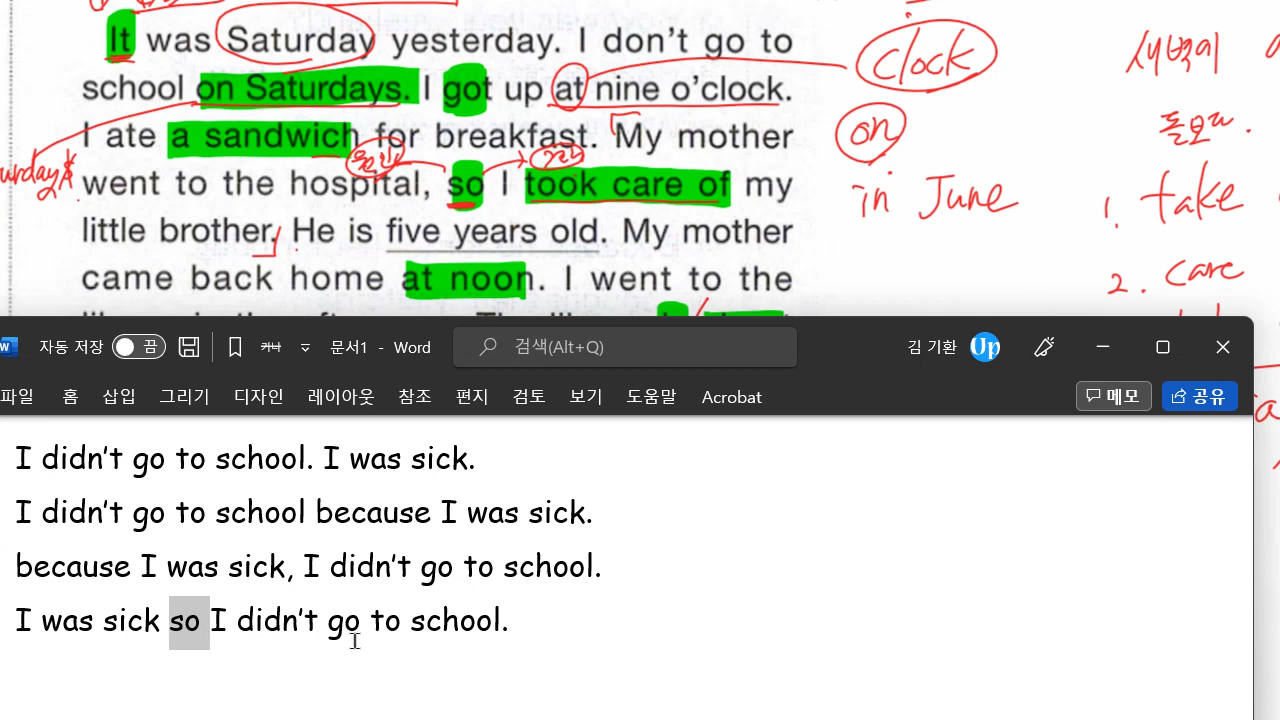 It was Saturday yesterday. I don't go to
school on Saturdays. I got up at nine o'clock.
I ate a sandwich for breakfast. My mother
went to the hospital, so I took care of my
little brother. He is five years old. My mother
came back home at noon. I went to the
clock
on
in June
새벽에
돌보다.
1. take
2. care
원인
결과
자동 저장 끔 문서1 - Word 검색(Alt+Q) 김 기환 Up
파일 홈 삽입 그리기 디자인 레이아웃 참조 편지 검토 보기 도움말 Acrobat 메모 공유
I didn't go to school. I was sick.
I didn't go to school because I was sick.
because I was sick, I didn't go to school.
I was sick so I didn't go to school.